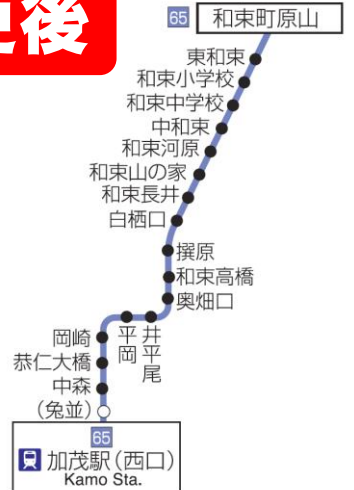 更後
65 和束町原山
東和束
和束小学校
和束中学校
中和束
和束河原
和束山の家
和束長井
白栖口
撰原
和束高橋
奥畑口
井平尾
平岡
岡崎
恭仁大橋
中森
(兎並)
65
加茂駅(西口)
Kamo Sta.